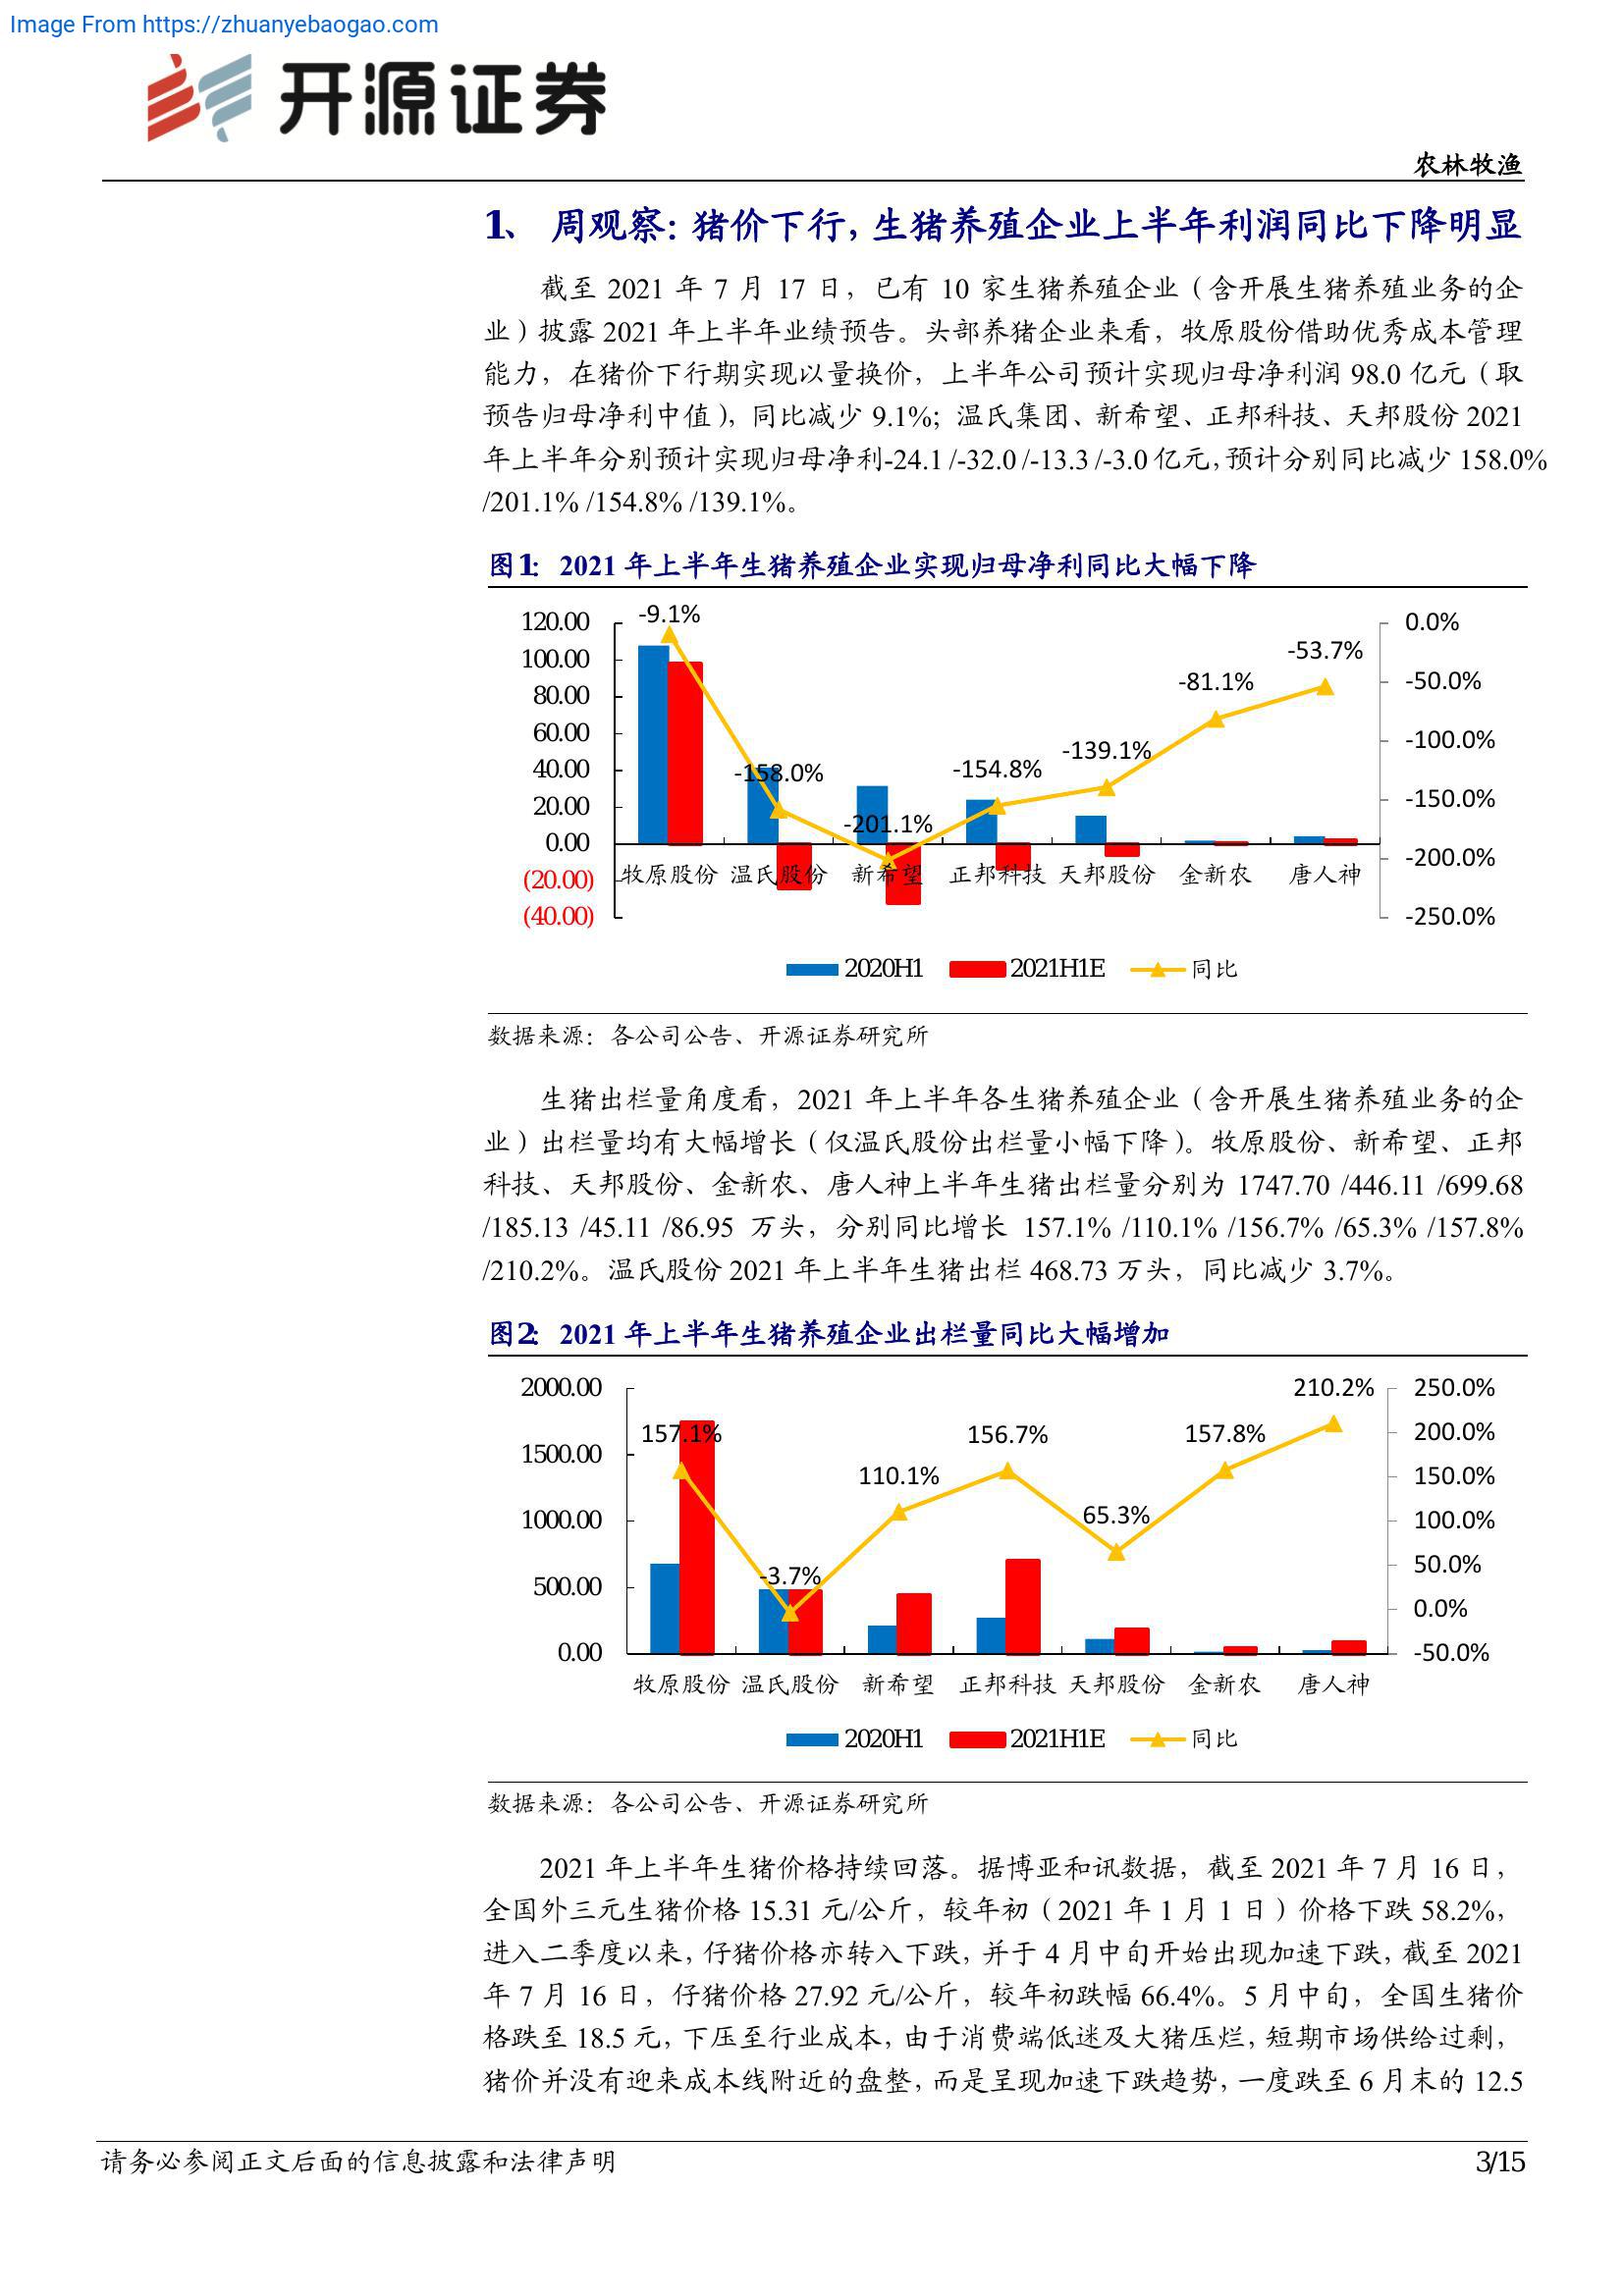 Image From https://zhuanyebaogao.com
开源证券
农林牧渔
1、 周观察：猪价下行，生猪养殖企业上半年利润同比下降明显
截至 2021 年 7 月 17 日，已有 10 家生猪养殖企业（含开展生猪养殖业务的企
业）披露 2021 年上半年业绩预告。头部养猪企业来看，牧原股份借助优秀成本管理
能力，在猪价下行期实现以量换价，上半年公司预计实现归母净利润 98.0 亿元（取
预告归母净利中值），同比减少 9.1%；温氏集团、新希望、正邦科技、天邦股份 2021
年上半年分别预计实现归母净利-24.1 /-32.0 /-13.3 /-3.0 亿元，预计分别同比减少 158.0%
/201.1% /154.8% /139.1%。
图1： 2021 年上半年生猪养殖企业实现归母净利同比大幅下降
120.00
100.00
80.00
60.00
40.00
20.00
0.00
(20.00)
(40.00)
-9.1%
-158.0%
-201.1%
-154.8%
-139.1%
-81.1%
-53.7%
0.0%
-50.0%
-100.0%
-150.0%
-200.0%
-250.0%
牧原股份 温氏股份 新希望 正邦科技 天邦股份 金新农 唐人神
2020H1 2021H1E 同比
数据来源：各公司公告、开源证券研究所
生猪出栏量角度看，2021 年上半年各生猪养殖企业（含开展生猪养殖业务的企
业）出栏量均有大幅增长（仅温氏股份出栏量小幅下降）。牧原股份、新希望、正邦
科技、天邦股份、金新农、唐人神上半年生猪出栏量分别为 1747.70 /446.11 /699.68
/185.13 /45.11 /86.95 万头，分别同比增长 157.1% /110.1% /156.7% /65.3% /157.8%
/210.2%。温氏股份 2021 年上半年生猪出栏 468.73 万头，同比减少 3.7%。
图2： 2021 年上半年生猪养殖企业出栏量同比大幅增加
2000.00
1500.00
1000.00
500.00
0.00
157.1%
-3.7%
110.1%
156.7%
65.3%
157.8%
210.2%
250.0%
200.0%
150.0%
100.0%
50.0%
0.0%
-50.0%
牧原股份 温氏股份 新希望 正邦科技 天邦股份 金新农 唐人神
2020H1 2021H1E 同比
数据来源：各公司公告、开源证券研究所
2021 年上半年生猪价格持续回落。据博亚和讯数据，截至 2021 年 7 月 16 日，
全国外三元生猪价格 15.31 元/公斤，较年初（2021 年 1 月 1 日）价格下跌 58.2%，
进入二季度以来，仔猪价格亦转入下跌，并于 4 月中旬开始出现加速下跌，截至 2021
年 7 月 16 日，仔猪价格 27.92 元/公斤，较年初跌幅 66.4%。5 月中旬，全国生猪价
格跌至 18.5 元，下压至行业成本，由于消费端低迷及大猪压烂，短期市场供给过剩，
猪价并没有迎来成本线附近的盘整，而是呈现加速下跌趋势，一度跌至 6 月末的 12.5
请务必参阅正文后面的信息披露和法律声明
3/15